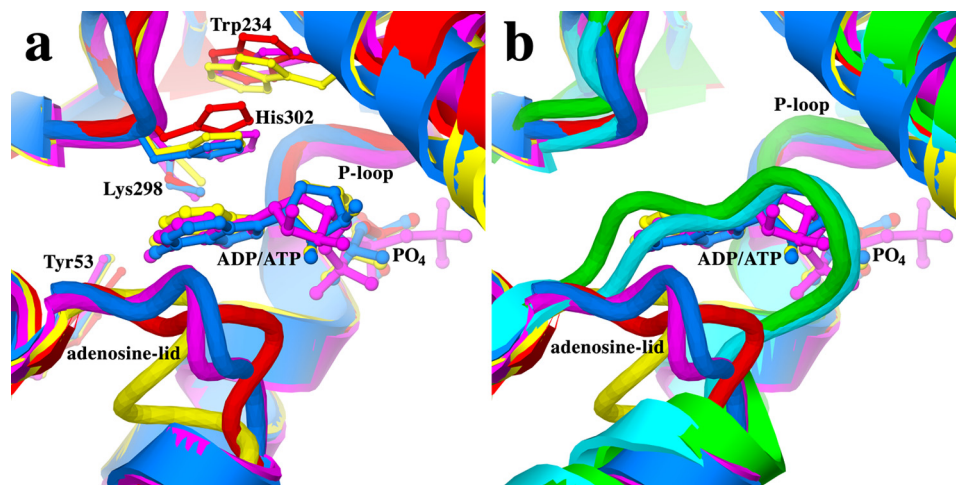 a
Trp234
His302
Lys298
P-loop
ADP/ATP
PO4
Tyr53
adenosine-lid
b
P-loop
ADP/ATP
PO4
adenosine-lid